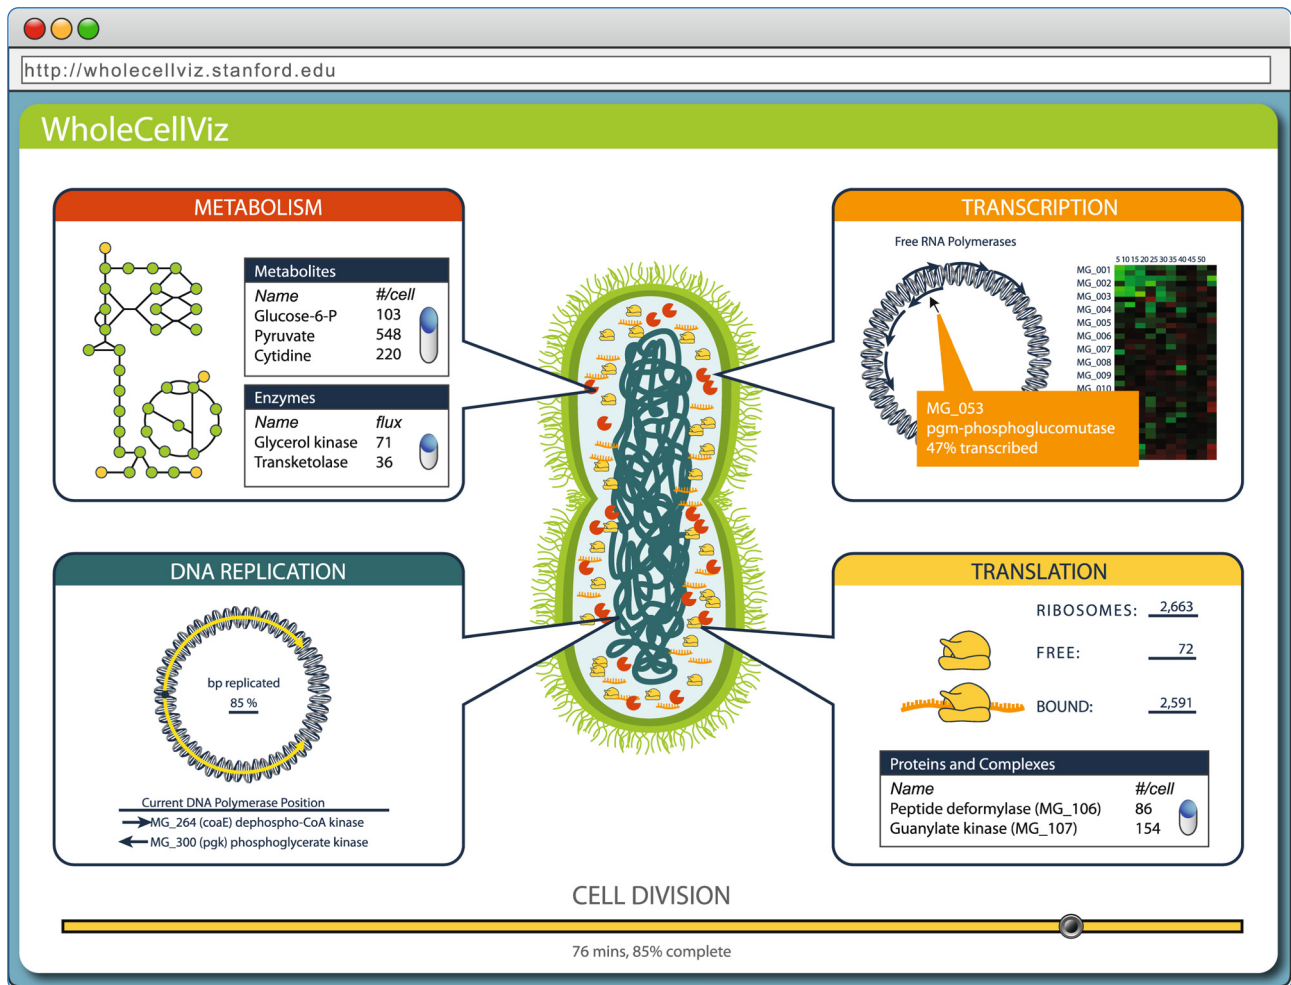 http://wholecellviz.stanford.edu
WholeCellViz
METABOLISM
Metabolites
Name #/cell
Glucose-6-P 103
Pyruvate 548
Cytidine 220
Enzymes
Name flux
Glycerol kinase 71
Transketolase 36
TRANSCRIPTION
Free RNA Polymerases
5 10 15 20 25 30 35 40 45 50
MG_001
MG_002
MG_003
MG_004
MG_005
MG_006
MG_007
MG_008
MG_009
MG_010
MG_053
pgm-phosphoglucomutase
47% transcribed
DNA REPLICATION
bp replicated
85 %
Current DNA Polymerase Position
MG_264 (coaE) dephospho-CoA kinase
MG_300 (pgk) phosphoglycerate kinase
TRANSLATION
RIBOSOMES: 2,663
FREE: 72
BOUND: 2,591
Proteins and Complexes
Name #/cell
Peptide deformylase (MG_106) 86
Guanylate kinase (MG_107) 154
CELL DIVISION
76 mins, 85% complete